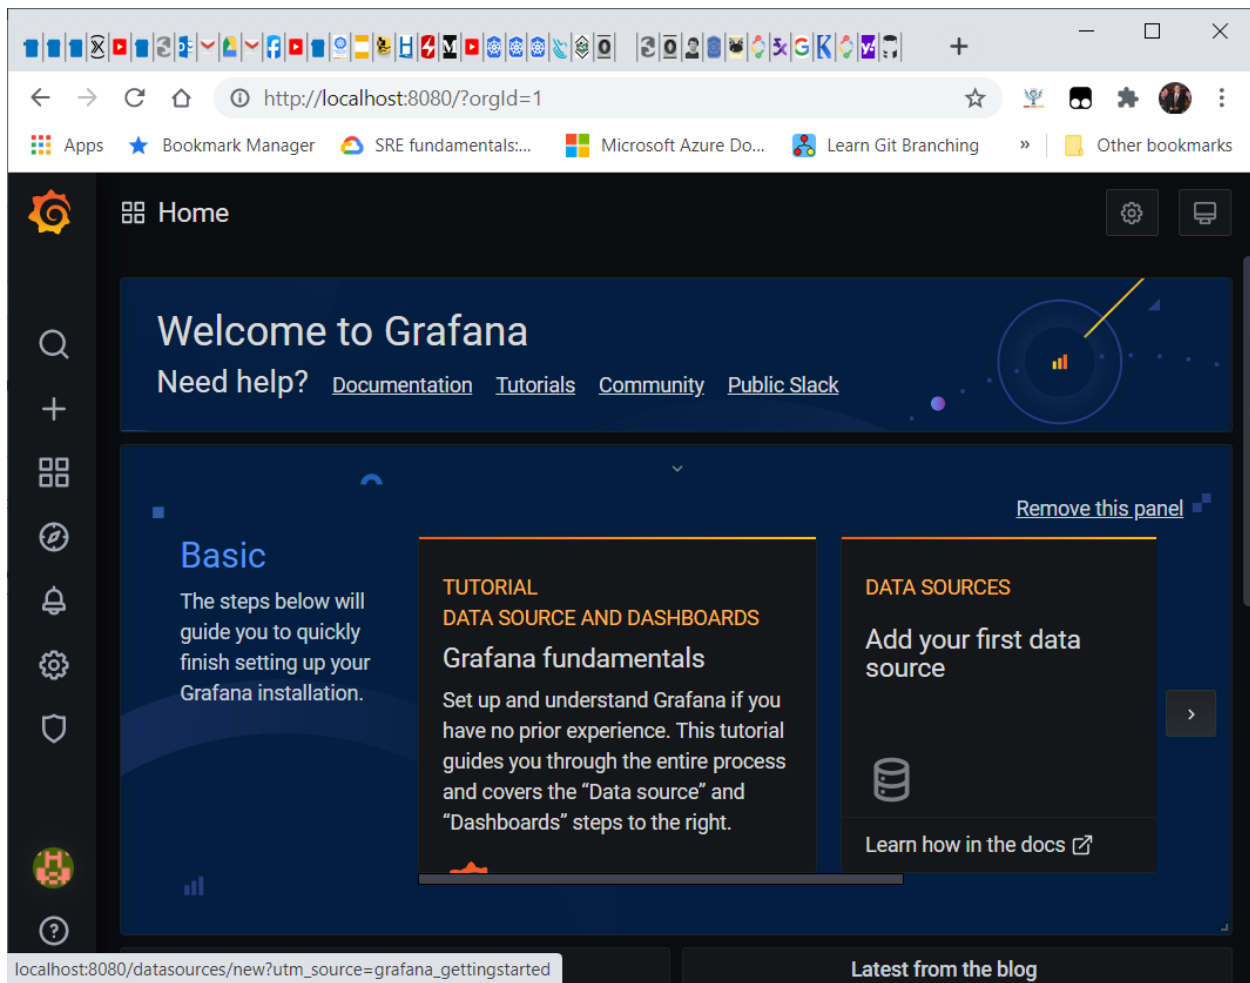 http://localhost:8080/?orgId=1
Apps Bookmark Manager SRE fundamentals:... Microsoft Azure Do... Learn Git Branching » Other bookmarks
Home
Welcome to Grafana
Need help? Documentation Tutorials Community Public Slack
Remove this panel
Basic
The steps below will
guide you to quickly
finish setting up your
Grafana installation.
TUTORIAL
DATA SOURCE AND DASHBOARDS
Grafana fundamentals
Set up and understand Grafana if you
have no prior experience. This tutorial
guides you through the entire process
and covers the “Data source” and
“Dashboards” steps to the right.
DATA SOURCES
Add your first data
source
Learn how in the docs
localhost:8080/datasources/new?utm_source=grafana_gettingstarted
Latest from the blog